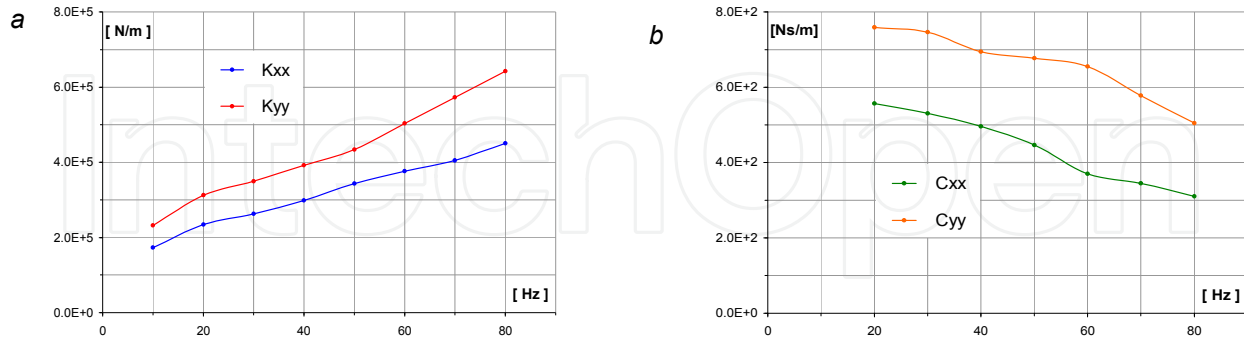 a
8.0E+5
[ N/m ]
6.0E+5
4.0E+5
2.0E+5
0.0E+0
Kxx
Kyy
[ Hz ]
0 20 40 60 80
b
8.0E+2
[Ns/m]
6.0E+2
4.0E+2
2.0E+2
0.0E+0
Cxx
Cyy
[ Hz ]
0 20 40 60 80
IntechOpen